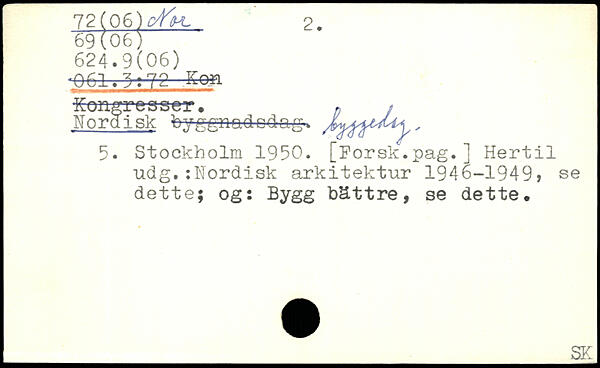 72(06) Nor
2.
69(06)
624.9(06)
061.3:72 Kon
Kongresser.
Nordisk byggnadsdag. byggedag.
5. Stockholm 1950. [Forsk.pag.] Hertil
udg.:Nordisk arkitektur 1946-1949, se
dette; og: Bygg bättre, se dette.
SK